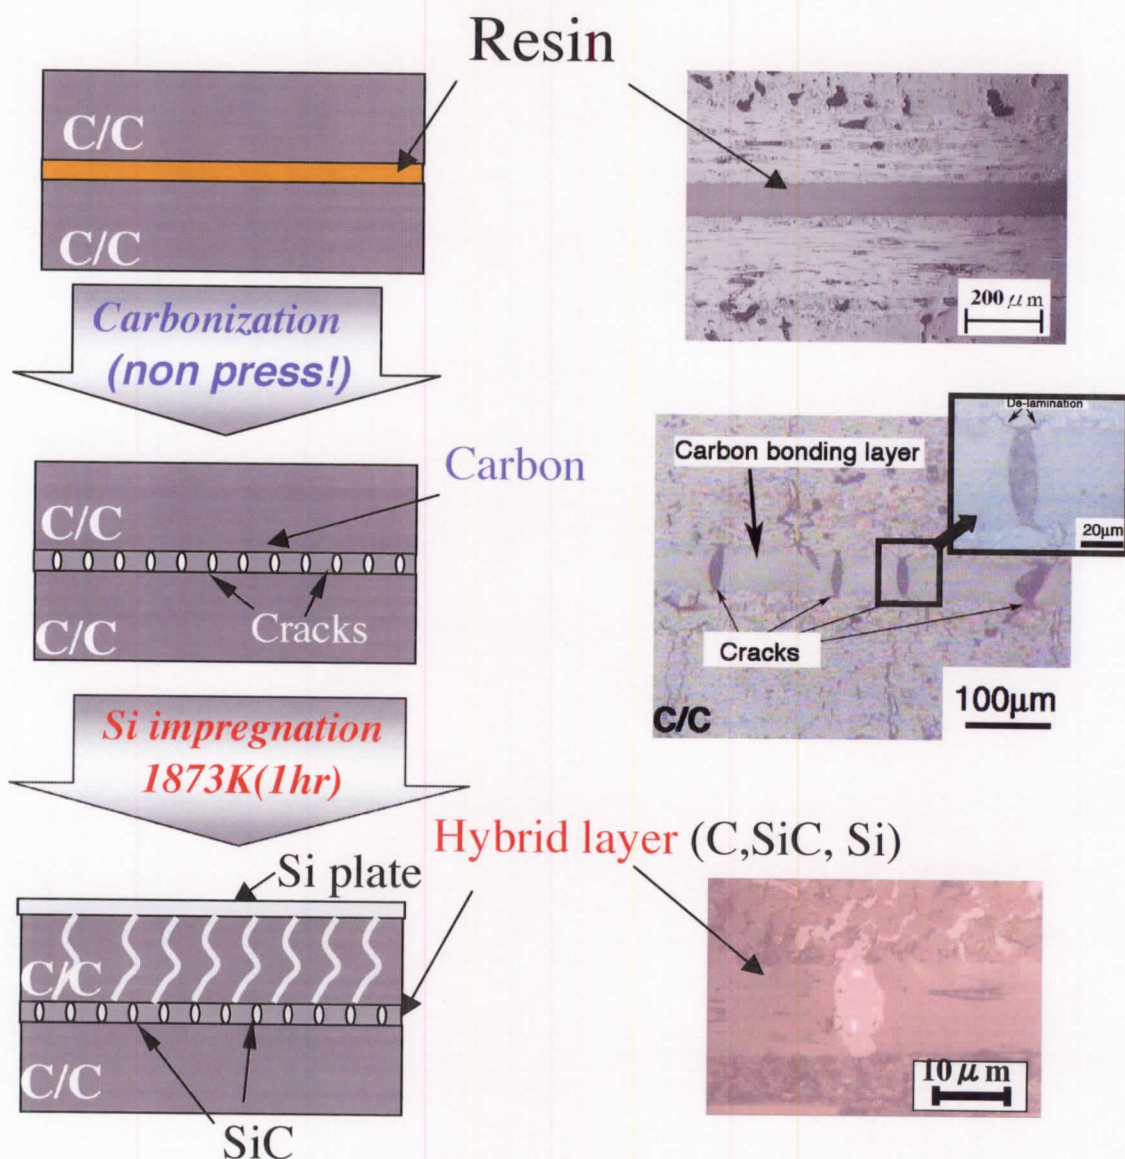 Resin
C/C
C/C
200 μm
Carbonization
(non press!)
De-lamination
20μm
Carbon bonding layer
Carbon
C/C
Cracks
C/C
Cracks
C/C
100μm
Si impregnation
1873K(1hr)
Hybrid layer (C,SiC, Si)
Si plate
C/C
C/C
10 μm
SiC